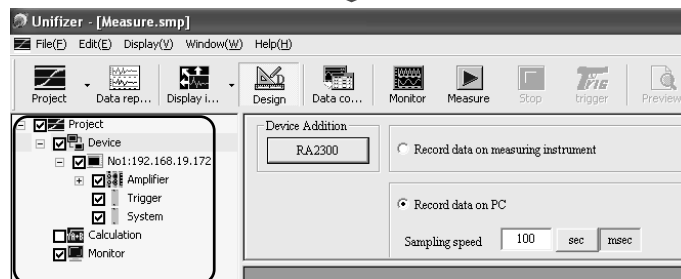 Unifizer - [Measure.smp]
File(F) Edit(E) Display(V) Window(W) Help(H)
Project Data rep... Display i... Design Data co... Monitor Measure Stop trigger Preview
Project
Device
No1:192.168.19.172
Amplifier
Trigger
System
Calculation
Monitor
Device Addition
RA2300
Record data on measuring instrument
Record data on PC
Sampling speed 100 sec msec